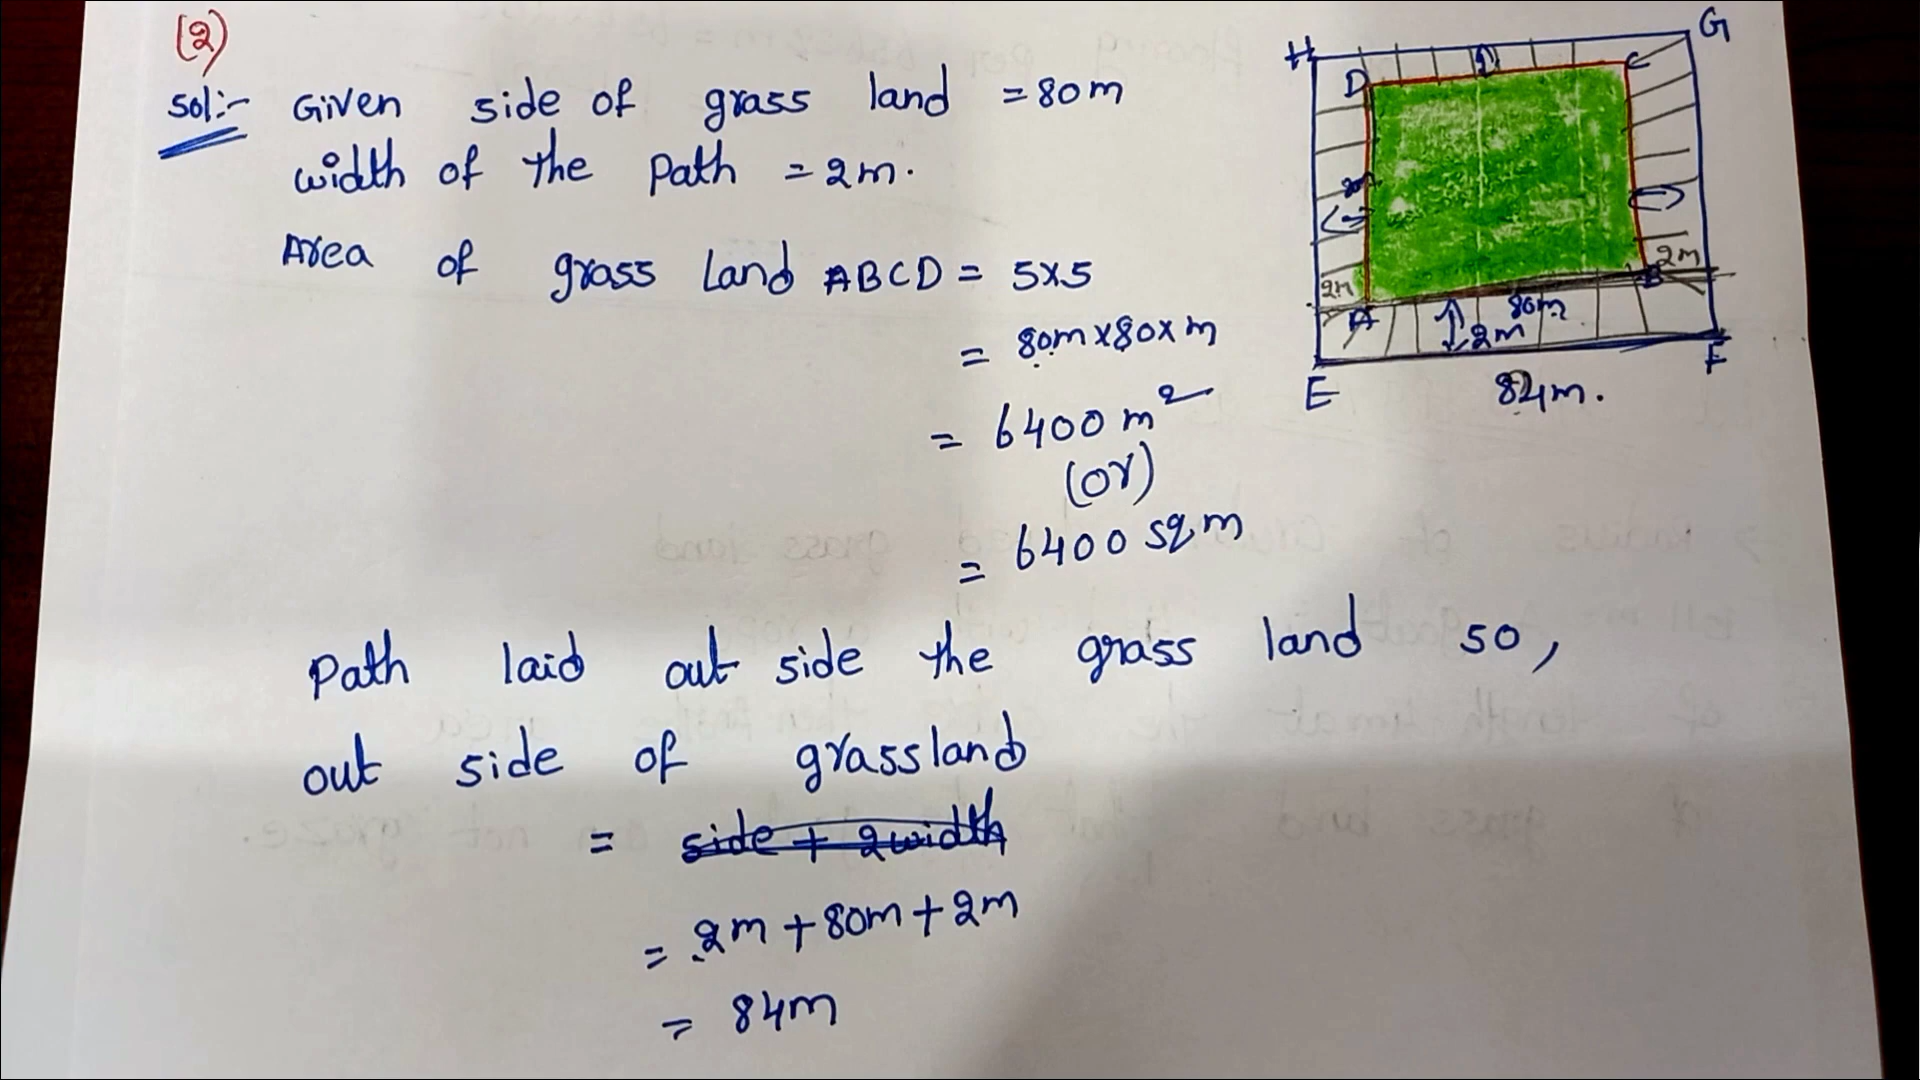 (2)
Sol:- Given side of grass land = 80m
width of the Path = 2m.
Area of grass Land ABCD = 5x5
= 80m x 80 x m
= 6400 m²
(or)
= 6400 sq m
Path laid out side the grass land so,
out side of grassland
= side + 2width
= 2m + 80m + 2m
= 84m
H G
D C
2m
2m
A B
80m
2m
E F
84m.